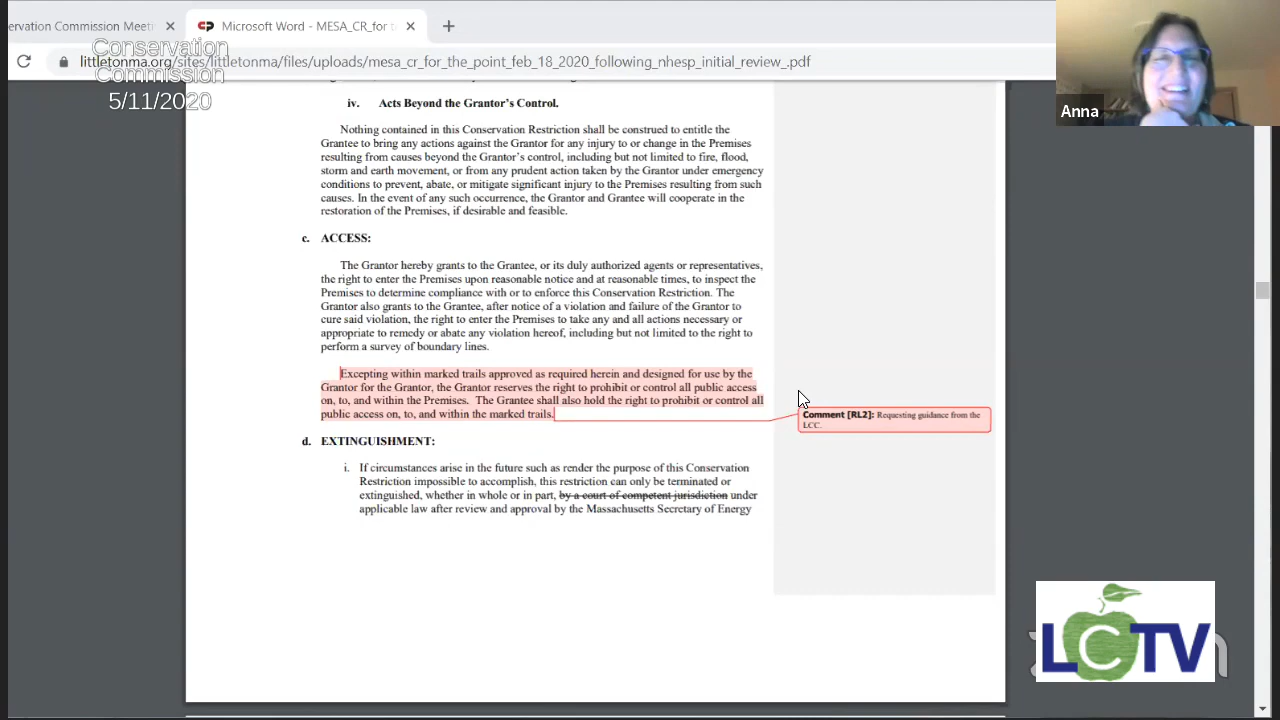 servation Commission Meeti
Microsoft Word - MESA_CR_for t
Conservation
Commission
5/11/2020
littletonma.org/sites/littletonma/files/uploads/mesa_cr_for_the_point_feb_18_2020_following_nhesp_initial_review_.pdf
Anna
iv. Acts Beyond the Grantor's Control.
Nothing contained in this Conservation Restriction shall be construed to entitle the
Grantee to bring any actions against the Grantor for any injury to or change in the Premises
resulting from causes beyond the Grantor's control, including but not limited to fire, flood,
storm and earth movement, or from any prudent action taken by the Grantor under emergency
conditions to prevent, abate, or mitigate significant injury to the Premises resulting from such
causes. In the event of any such occurrence, the Grantor and Grantee will cooperate in the
restoration of the Premises, if desirable and feasible.
c. ACCESS:
The Grantor hereby grants to the Grantee, or its duly authorized agents or representatives,
the right to enter the Premises upon reasonable notice and at reasonable times, to inspect the
Premises to determine compliance with or to enforce this Conservation Restriction. The
Grantor also grants to the Grantee, after notice of a violation and failure of the Grantor to
cure said violation, the right to enter the Premises to take any and all actions necessary or
appropriate to remedy or abate any violation hereof, including but not limited to the right to
perform a survey of boundary lines.
Excepting within marked trails approved as required herein and designed for use by the
Grantor for the Grantor, the Grantor reserves the right to prohibit or control all public access
on, to, and within the Premises. The Grantee shall also hold the right to prohibit or control all
public access on, to, and within the marked trails.
Comment [RL2]: Requesting guidance from the
LCC.
d. EXTINGUISHMENT:
i. If circumstances arise in the future such as render the purpose of this Conservation
Restriction impossible to accomplish, this restriction can only be terminated or
extinguished, whether in whole or in part, by a court of competent jurisdiction under
applicable law after review and approval by the Massachusetts Secretary of Energy
LCTV